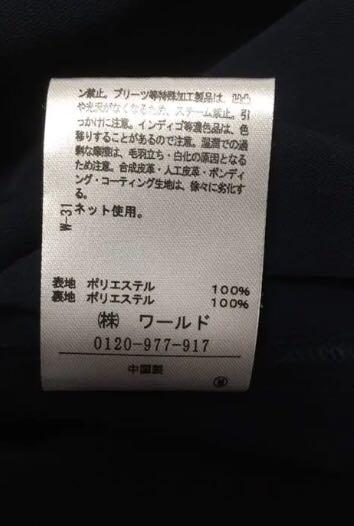 ン禁止。プリーツ等特殊加工製品は、凹凸
や光沢がなくなるため、スチーム禁止。引
っかけに注意。インディゴ等濃色品は、色
移りすることがあるので注意。湿潤での過
剰な摩擦は、毛羽立ち・白化の原因となる
ため注意。合成皮革・人工皮革・ボンディ
ング・コーティング生地は、徐々に劣化す
る。
W-31
ネット使用。
表地 ポリエステル 100%
裏地 ポリエステル 100%
㈱ ワールド
0120-977-917
中国製